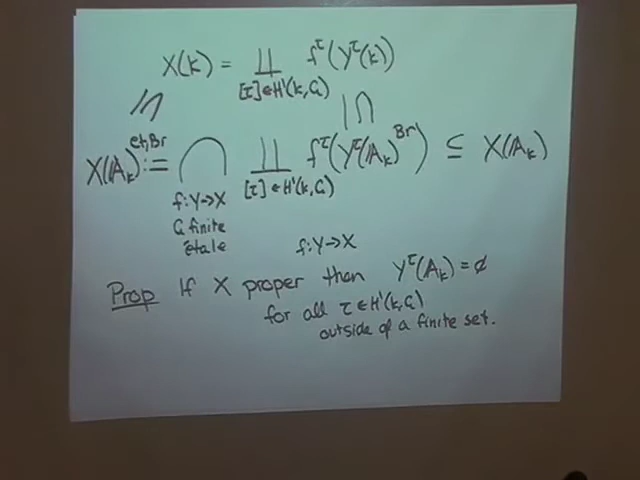 X(k) = ∐ f^τ(Y^τ(k))
[τ]∈H¹(k,G)
X(𝔸_k)^{ét,Br} := ⋂ ∐ f^τ(Y^τ(𝔸_k)^{Br}) ⊆ X(𝔸_k)
f:Y→X [τ]∈H¹(k,G)
G finite
étale
f:Y→X
Prop If X proper then Y^τ(A_k) = ∅
for all τ∈H¹(k,G)
outside of a finite set.